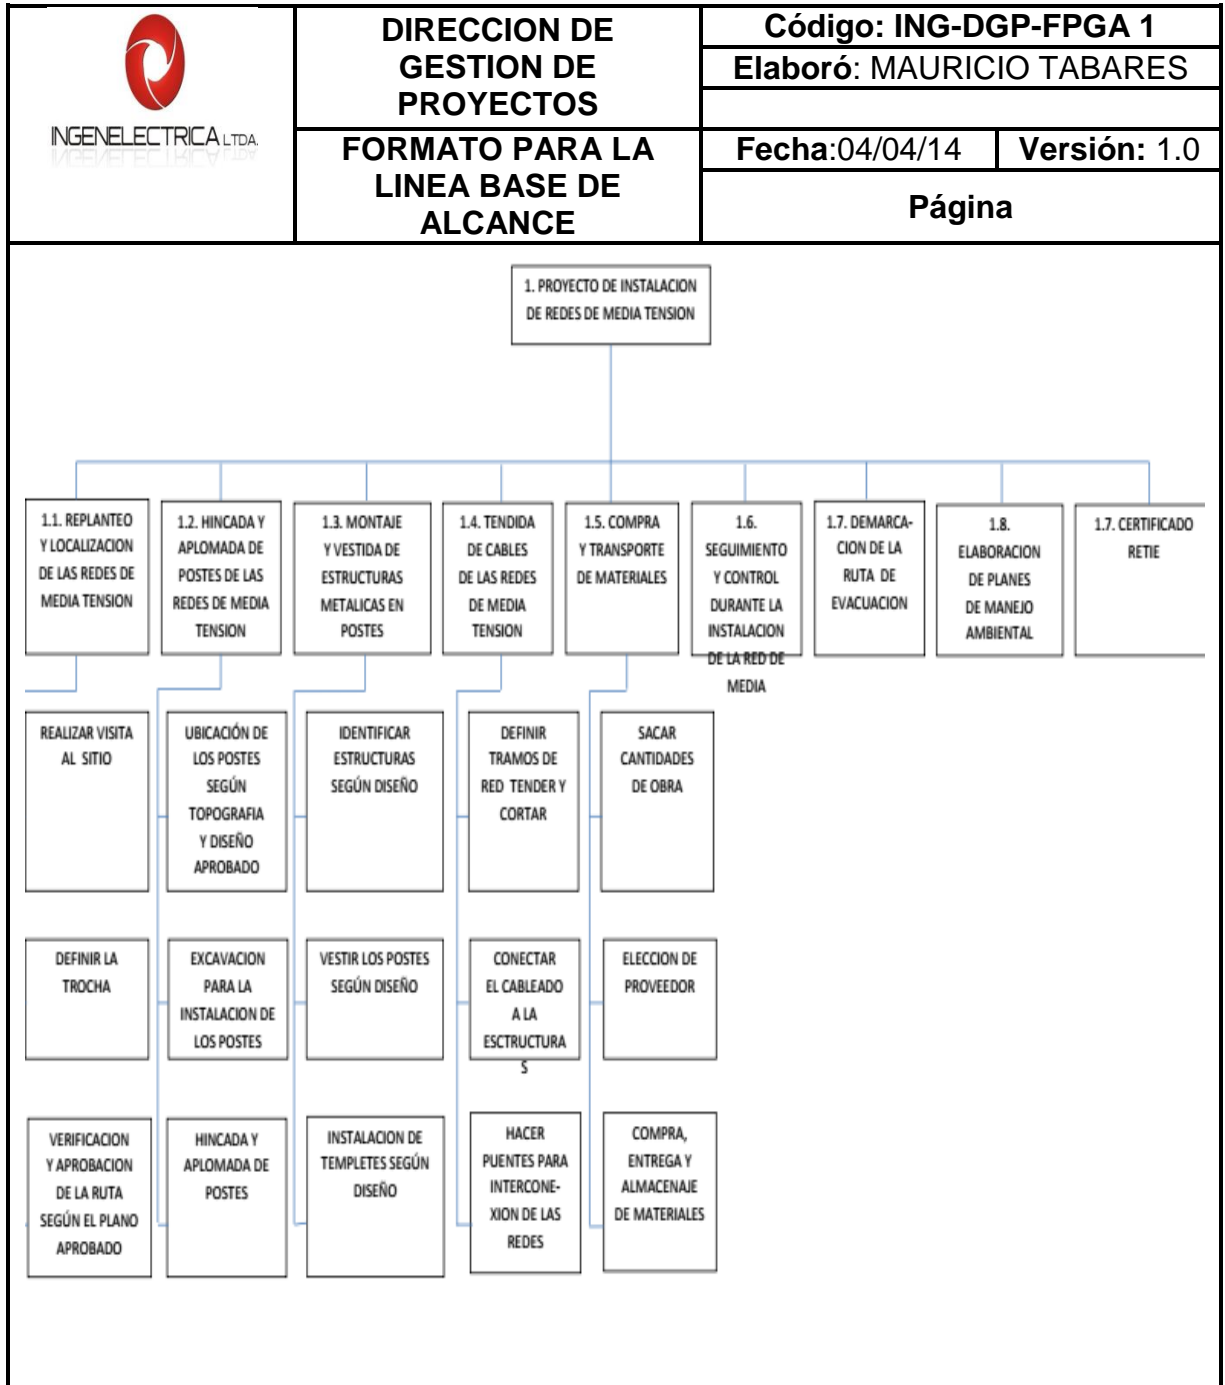 INGENELECTRICA LTDA.
DIRECCION DE
GESTION DE
PROYECTOS
Código: ING-DGP-FPGA 1
Elaboró: MAURICIO TABARES
FORMATO PARA LA
LINEA BASE DE
ALCANCE
Fecha:04/04/14
Versión: 1.0
Página
1. PROYECTO DE INSTALACION
DE REDES DE MEDIA TENSION
1.1. REPLANTEO
Y LOCALIZACION
DE LAS REDES DE
MEDIA TENSION
1.2. HINCADA Y
APLOMADA DE
POSTES DE LAS
REDES DE MEDIA
TENSION
1.3. MONTAJE
Y VESTIDA DE
ESTRUCTURAS
METALICAS EN
POSTES
1.4. TENDIDA
DE CABLES
DE LAS REDES
DE MEDIA
TENSION
1.5. COMPRA
Y TRANSPORTE
DE MATERIALES
1.6.
SEGUIMIENTO
Y CONTROL
DURANTE LA
INSTALACION
DE LA RED DE
MEDIA
1.7. DEMARCA-
CION DE LA
RUTA DE
EVACUACION
1.8.
ELABORACION
DE PLANES
DE MANEJO
AMBIENTAL
1.7. CERTIFICADO
RETIE
REALIZAR VISITA
AL SITIO
UBICACIÓN DE
LOS POSTES
SEGÚN
TOPOGRAFIA
Y DISEÑO
APROBADO
IDENTIFICAR
ESTRUCTURAS
SEGÚN DISEÑO
DEFINIR
TRAMOS DE
RED TENDER Y
CORTAR
SACAR
CANTIDADES
DE OBRA
DEFINIR LA
TROCHA
EXCAVACION
PARA LA
INSTALACION DE
LOS POSTES
VESTIR LOS POSTES
SEGÚN DISEÑO
CONECTAR
EL CABLEADO
A LA
ESCTRUCTURA
S
ELECCION DE
PROVEEDOR
VERIFICACION
Y APROBACION
DE LA RUTA
SEGÚN EL PLANO
APROBADO
HINCADA Y
APLOMADA DE
POSTES
INSTALACION DE
TEMPLETES SEGÚN
DISEÑO
HACER
PUENTES PARA
INTERCONE-
XION DE LAS
REDES
COMPRA,
ENTREGA Y
ALMACENAJE
DE MATERIALES